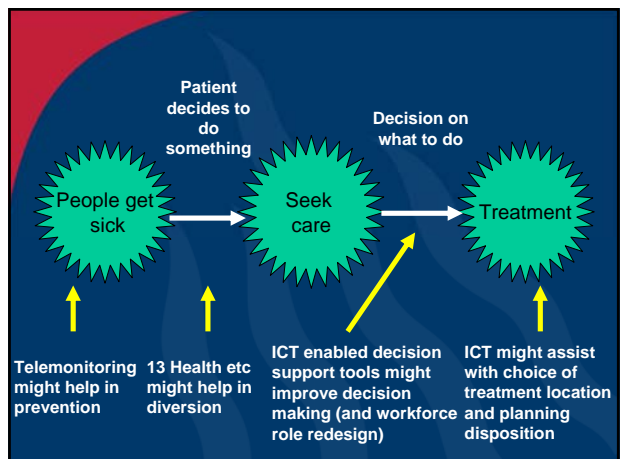 Patient
decides to
do
something
Decision on
what to do
People get
sick
Seek
care
Treatment
Telemonitoring
might help in
prevention
13 Health etc
might help in
diversion
ICT enabled decision
support tools might
improve decision
making (and workforce
role redesign)
ICT might assist
with choice of
treatment location
and planning
disposition